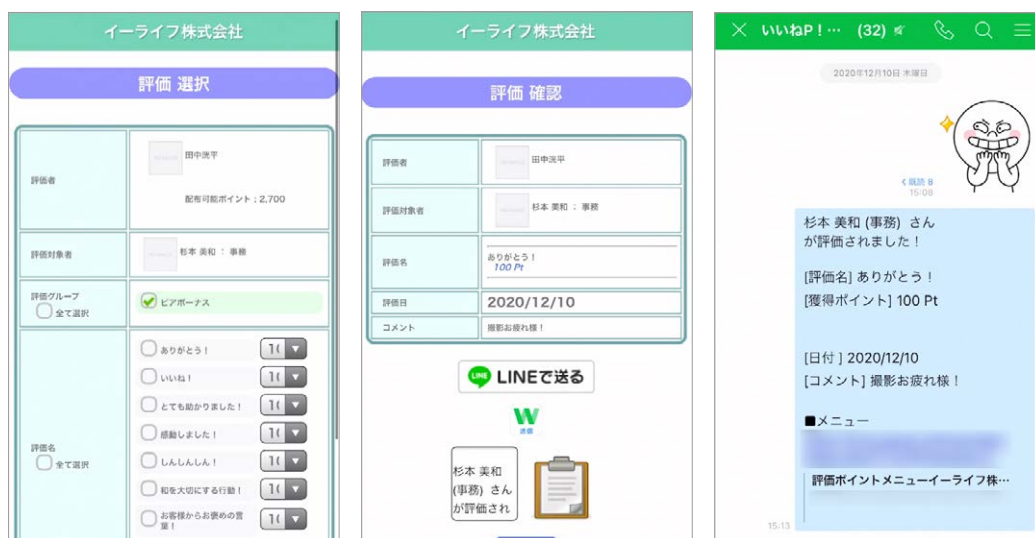 イーライフ株式会社
評価 選択
評価者
田中洸平
配布可能ポイント：2,700
評価対象者
杉本 美和 ： 事務
評価グループ
全て選択
ピアボーナス
評価名
全て選択
ありがとう！
いいね！
とても助かりました！
感動しました！
しんしんしん！
和を大切にする行動！
お客様からお褒めの言
葉！
イーライフ株式会社
評価 確認
評価者
田中洸平
評価対象者
杉本 美和 ： 事務
評価名
ありがとう！
100 Pt
評価日
2020/12/10
コメント
撮影お疲れ様！
LINE
LINEで送る
送信
杉本 美和
(事務) さん
が評価され
いいねP！… (32)
2020年12月10日 木曜日
既読 8
15:08
杉本 美和 (事務) さん
が評価されました！
[評価名] ありがとう！
[獲得ポイント] 100 Pt
[日付 ] 2020/12/10
[コメント] 撮影お疲れ様！
■メニュー
評価ポイントメニューイーライフ株…
15:13